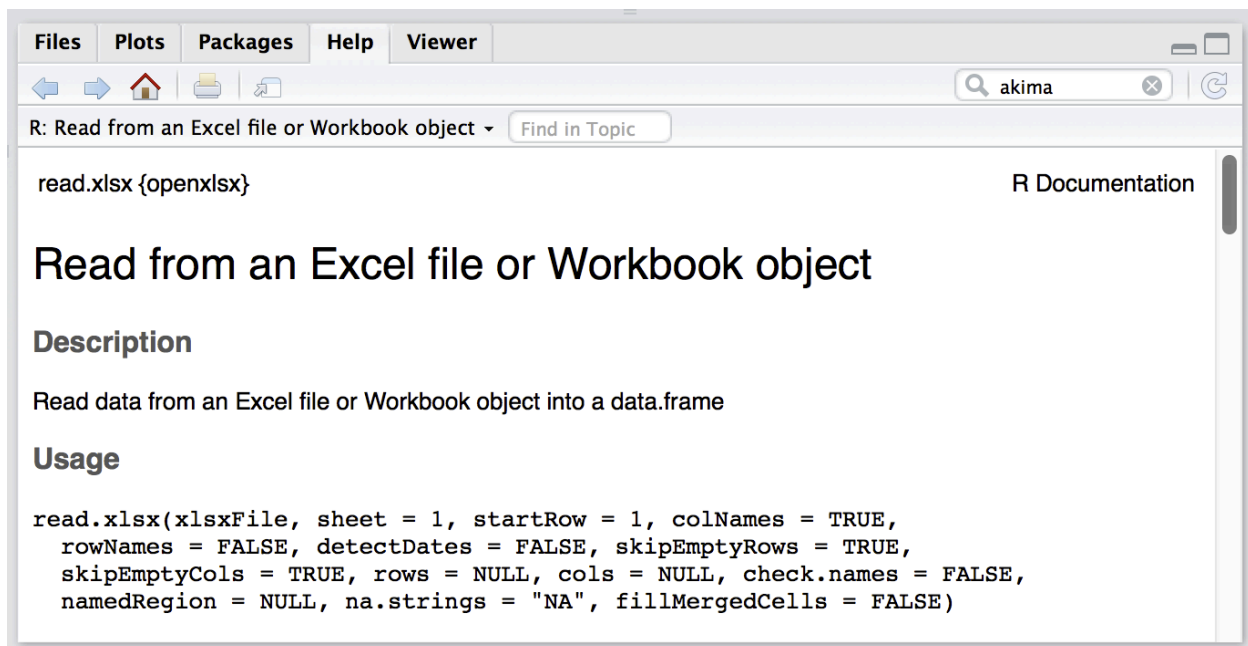 Files Plots Packages Help Viewer
akima
R: Read from an Excel file or Workbook object Find in Topic
read.xlsx {openxlsx} R Documentation
Read from an Excel file or Workbook object
Description
Read data from an Excel file or Workbook object into a data.frame
Usage
read.xlsx(xlsxFile, sheet = 1, startRow = 1, colNames = TRUE,
rowNames = FALSE, detectDates = FALSE, skipEmptyRows = TRUE,
skipEmptyCols = TRUE, rows = NULL, cols = NULL, check.names = FALSE,
namedRegion = NULL, na.strings = "NA", fillMergedCells = FALSE)